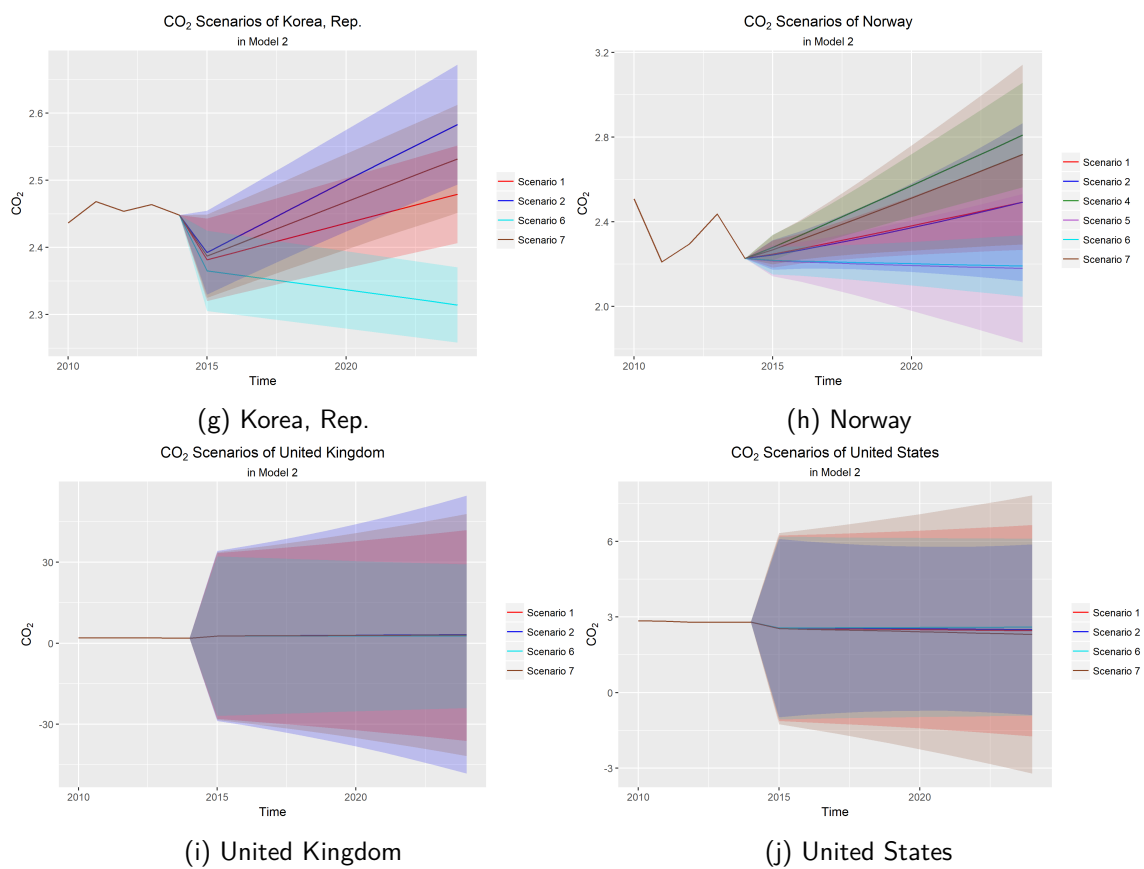 CO₂ Scenarios of Korea, Rep.
in Model 2
2.6
2.5
2.4
2.3
CO₂
2010
2015
2020
Time
Scenario 1
Scenario 2
Scenario 6
Scenario 7
(g) Korea, Rep.
CO₂ Scenarios of Norway
in Model 2
3.2
2.8
2.4
2.0
CO₂
2010
2015
2020
Time
Scenario 1
Scenario 2
Scenario 4
Scenario 5
Scenario 6
Scenario 7
(h) Norway
CO₂ Scenarios of United Kingdom
in Model 2
30
0
-30
CO₂
2010
2015
2020
Time
Scenario 1
Scenario 2
Scenario 6
Scenario 7
(i) United Kingdom
CO₂ Scenarios of United States
in Model 2
6
3
0
-3
CO₂
2010
2015
2020
Time
Scenario 1
Scenario 2
Scenario 6
Scenario 7
(j) United States